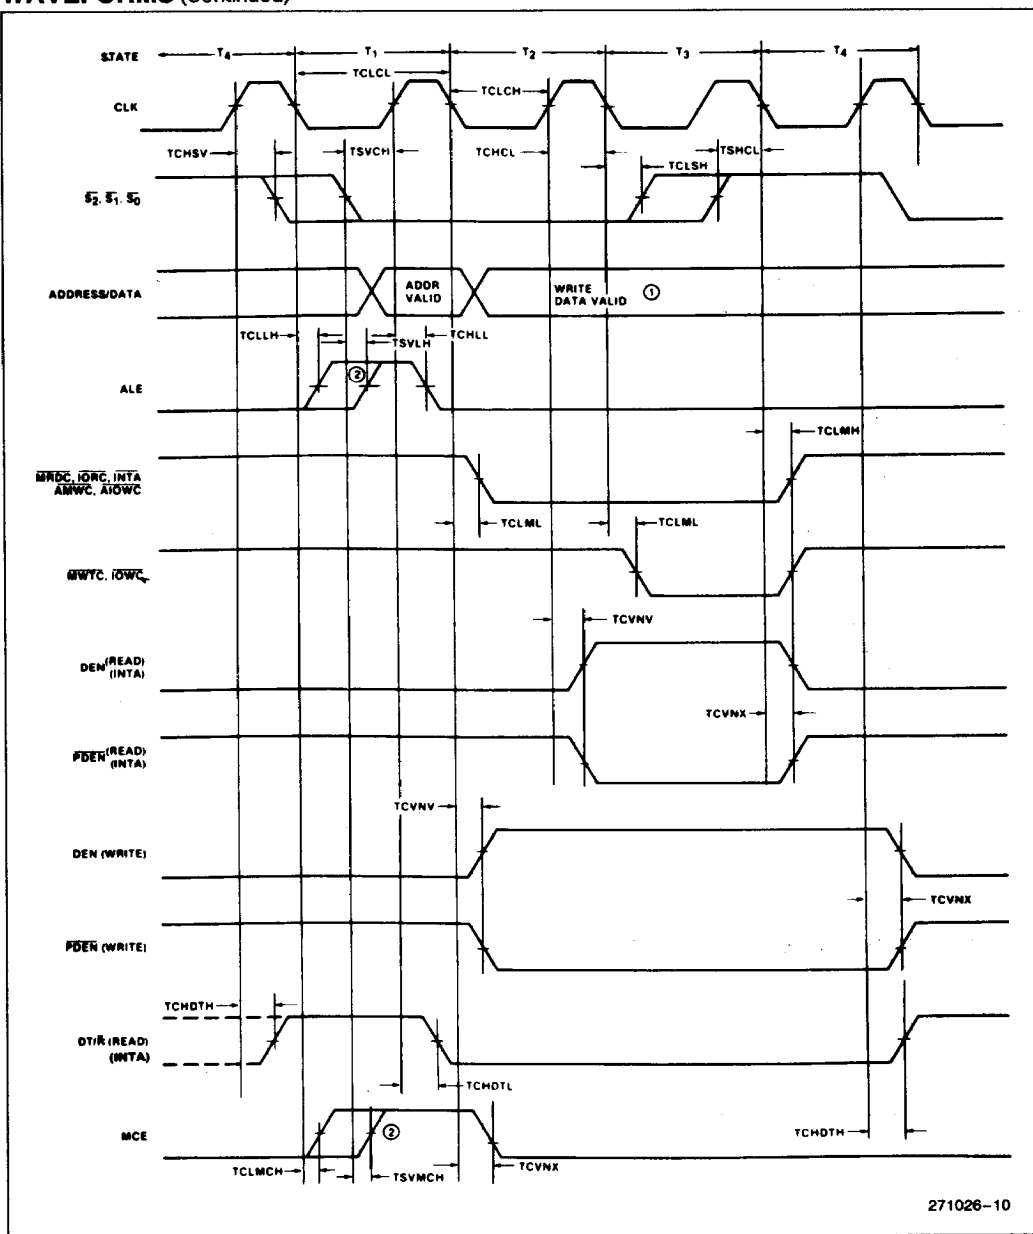 WAVEFORMS (Continued)
STATE T4 T1 T2 T3 T4
TCLCL
TCLCH
CLK
TCHSV TSVCH TCHCL TSHCL
TCLSH
S2, S1, S0
ADDRESS/DATA
ADDR
VALID
WRITE
DATA VALID ①
TCLLH TSVLH TCHLL
ALE ②
TCLMH
MRDC, IORC, INTA
AMWC, AIOWC
TCLML TCLML
MWTC, IOWC
TCVNV
DEN (READ)
(INTA)
TCVNX
PDEN (READ)
(INTA)
TCVNV
DEN (WRITE)
TCVNX
PDEN (WRITE)
TCHDTH
DT/R (READ)
(INTA)
TCHDTL
MCE ② TCHDTH
TCLMCH TSVMCH TCVNX
271026-10